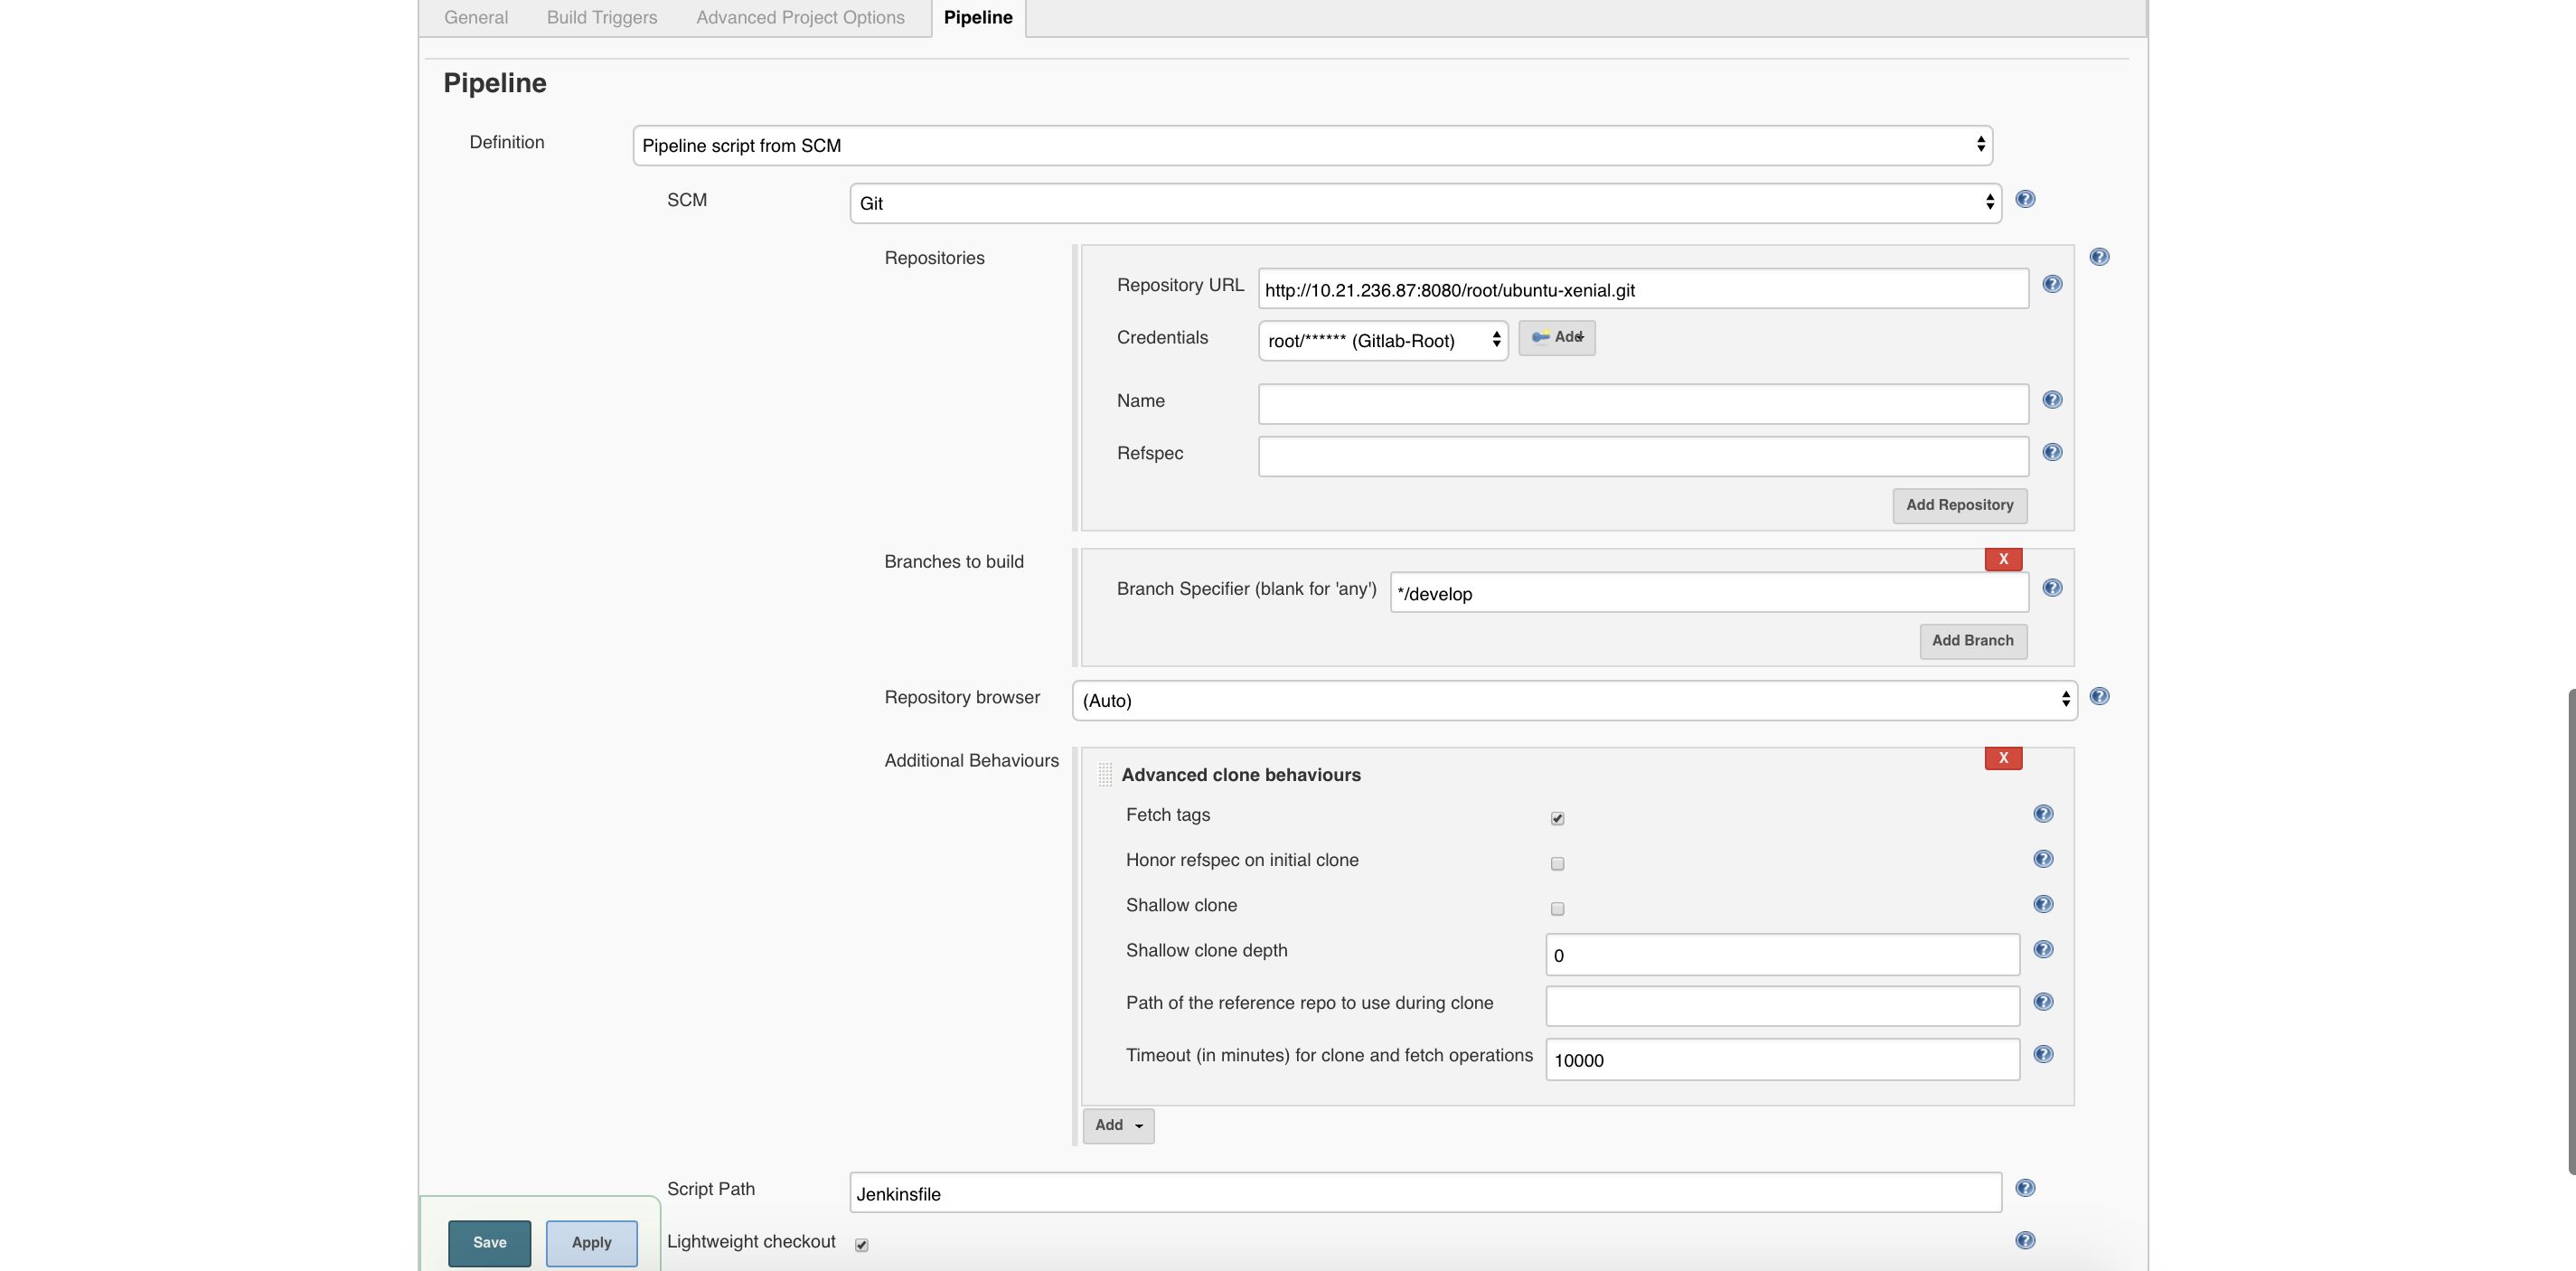 General Build Triggers Advanced Project Options Pipeline
Pipeline
Definition Pipeline script from SCM
SCM Git
Repositories
Repository URL http://10.21.236.87:8080/root/ubuntu-xenial.git
Credentials root/****** (Gitlab-Root) Add
Name
Refspec
Add Repository
Branches to build X
Branch Specifier (blank for 'any') */develop
Add Branch
Repository browser (Auto)
Additional Behaviours X
Advanced clone behaviours
Fetch tags
Honor refspec on initial clone
Shallow clone
Shallow clone depth 0
Path of the reference repo to use during clone
Timeout (in minutes) for clone and fetch operations 10000
Add
Script Path Jenkinsfile
Save Apply Lightweight checkout